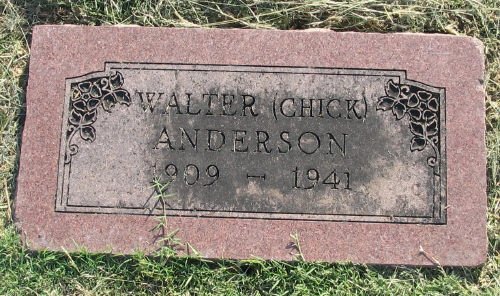 WALTER (CHICK)
ANDERSON
1909 - 1941